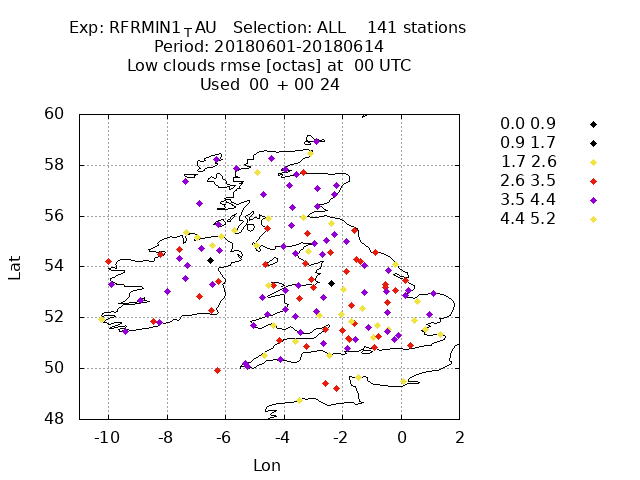 Exp: RFRMIN1_TAU Selection: ALL 141 stations
Period: 20180601-20180614
Low clouds rmse [octas] at 00 UTC
Used 00 + 00 24
60
58
56
54
52
50
48
Lat
-10 -8 -6 -4 -2 0 2
Lon
0.0 0.9
0.9 1.7
1.7 2.6
2.6 3.5
3.5 4.4
4.4 5.2